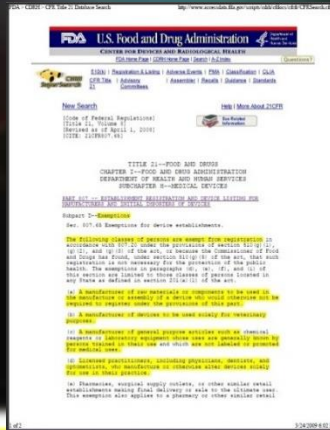 FDA - CDRH - CFR Title 21 Database Search
FDA U.S. Food and Drug Administration
CENTER FOR DEVICES AND RADIOLOGICAL HEALTH
FDA Home Page | CDRH Home Page | Search | A-Z Index
Questions?
510(k) | Registration & Listing | Adverse Events | PMA | Classification | CLIA
CFR Title 21 | Advisory Committees | Assembler | Recalls | Guidance | Standards
New Search
Help | More About 21CFR
[Code of Federal Regulations]
[Title 21, Volume 8]
[Revised as of April 1, 2008]
[CITE: 21CFR807.65]
TITLE 21--FOOD AND DRUGS
CHAPTER I--FOOD AND DRUG ADMINISTRATION
DEPARTMENT OF HEALTH AND HUMAN SERVICES
SUBCHAPTER H--MEDICAL DEVICES
PART 807 -- ESTABLISHMENT REGISTRATION AND DEVICE LISTING FOR
MANUFACTURERS AND INITIAL IMPORTERS OF DEVICES
Subpart D--Exemptions
Sec. 807.65 Exemptions for device establishments.
The following classes of persons are exempt from registration in
accordance with 807.20 under the provisions of section 510(g)(1),
(g)(2), and (g)(3) of the act, or because the Commissioner of Food
and Drugs has found, under section 510(g)(5) of the act, that such
registration is not necessary for the protection of the public
health. The exemptions in paragraphs (d), (e), (f), and (i) of
this section are limited to those classes of persons located in
any State as defined in section 201(a)(1) of the act.
(a) A manufacturer of raw materials or components to be used in
the manufacture or assembly of a device who would otherwise not be
required to register under the provisions of this part.
(b) A manufacturer of devices to be used solely for veterinary
purposes.
(c) A manufacturer of general purpose articles such as chemical
reagents or laboratory equipment whose uses are generally known by
persons trained in their use and which are not labeled or promoted
for medical uses.
(d) Licensed practitioners, including physicians, dentists, and
optometrists, who manufacture or otherwise alter devices solely
for use in their practice.
(e) Pharmacies, surgical supply outlets, or other similar retail
establishments making final delivery or sale to the ultimate user.
This exemption also applies to a pharmacy or other similar retail
1 of 2